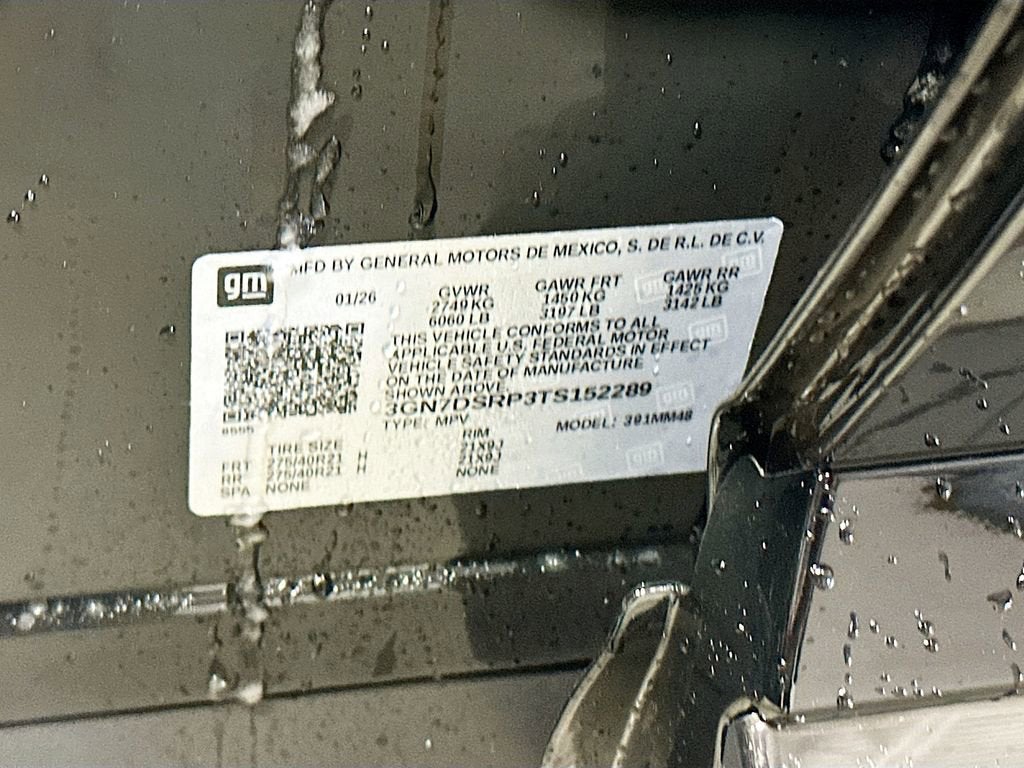 gm
MFD BY GENERAL MOTORS DE MEXICO, S. DE R.L. DE C.V.
01/26 GVWR GAWR FRT GAWR RR
2749 KG 1450 KG 1425 KG
6060 LB 3197 LB 3142 LB
THIS VEHICLE CONFORMS TO ALL
APPLICABLE U.S. FEDERAL MOTOR
VEHICLE SAFETY STANDARDS IN EFFECT
ON THE DATE OF MANUFACTURE
SHOWN ABOVE.
3GN7DSRP3TS152289
TYPE: MPV MODEL: 391MM48
TIRE SIZE RIM
FRT 275/40R21 H 21X9J
RR 275/40R21 H 21X9J
SPA NONE NONE